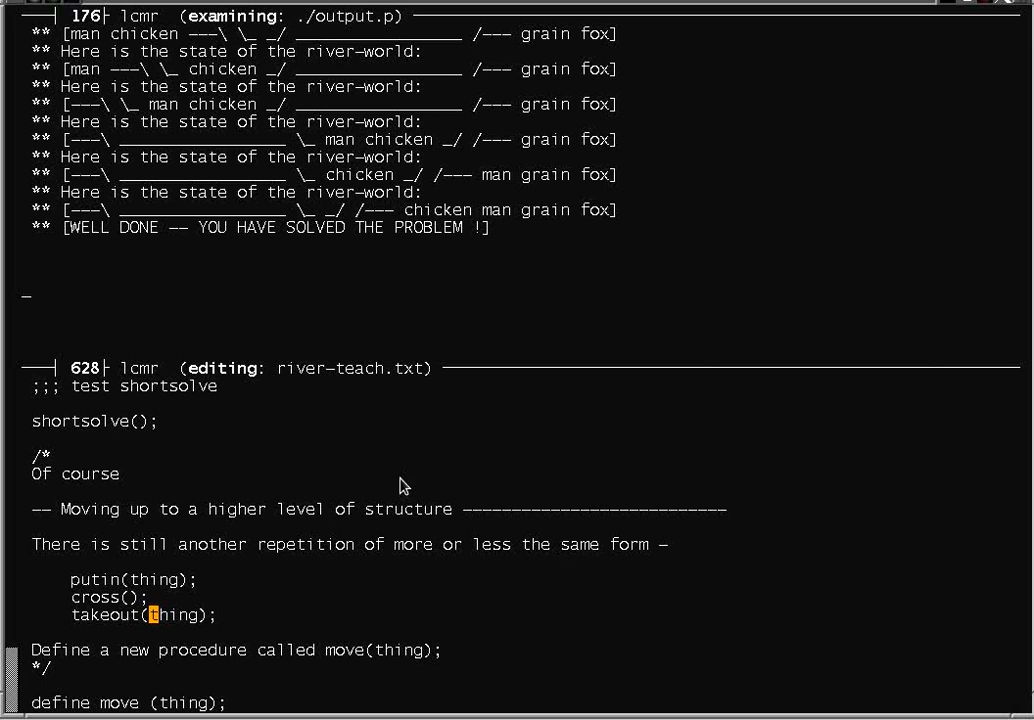 176 lcmr (examining: ./output.p)
** [man chicken ---\ \_ _/ _________________ /--- grain fox]
** Here is the state of the river-world:
** [man ---\ \_ chicken _/ _________________ /--- grain fox]
** Here is the state of the river-world:
** [---\ \_ man chicken _/ _________________ /--- grain fox]
** Here is the state of the river-world:
** [---\ _________________ \_ man chicken _/ /--- grain fox]
** Here is the state of the river-world:
** [---\ _________________ \_ chicken _/ /--- man grain fox]
** Here is the state of the river-world:
** [---\ _________________ \_ _/ /--- chicken man grain fox]
** [WELL DONE -- YOU HAVE SOLVED THE PROBLEM !]
628 lcmr (editing: river-teach.txt)
;;; test shortsolve
shortsolve();
/*
Of course
-- Moving up to a higher level of structure ---------------------------
There is still another repetition of more or less the same form -
putin(thing);
cross();
takeout(thing);
Define a new procedure called move(thing);
*/
define move (thing);